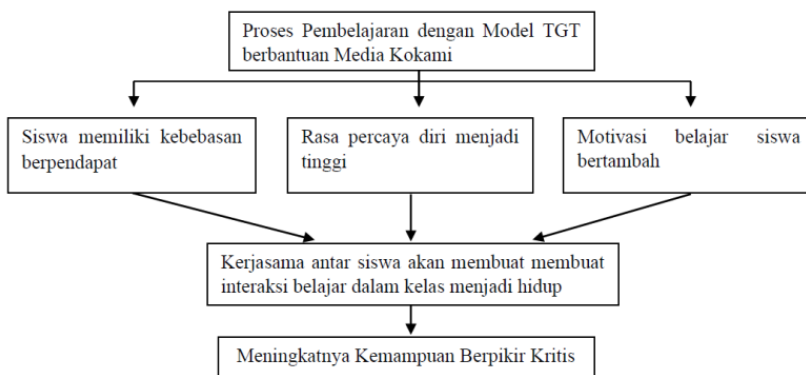 Proses Pembelajaran dengan Model TGT
berbantuan Media Kokami
Siswa memiliki kebebasan
berpendapat
Rasa percaya diri menjadi
tinggi
Motivasi belajar siswa
bertambah
Kerjasama antar siswa akan membuat membuat
interaksi belajar dalam kelas menjadi hidup
Meningkatnya Kemampuan Berpikir Kritis